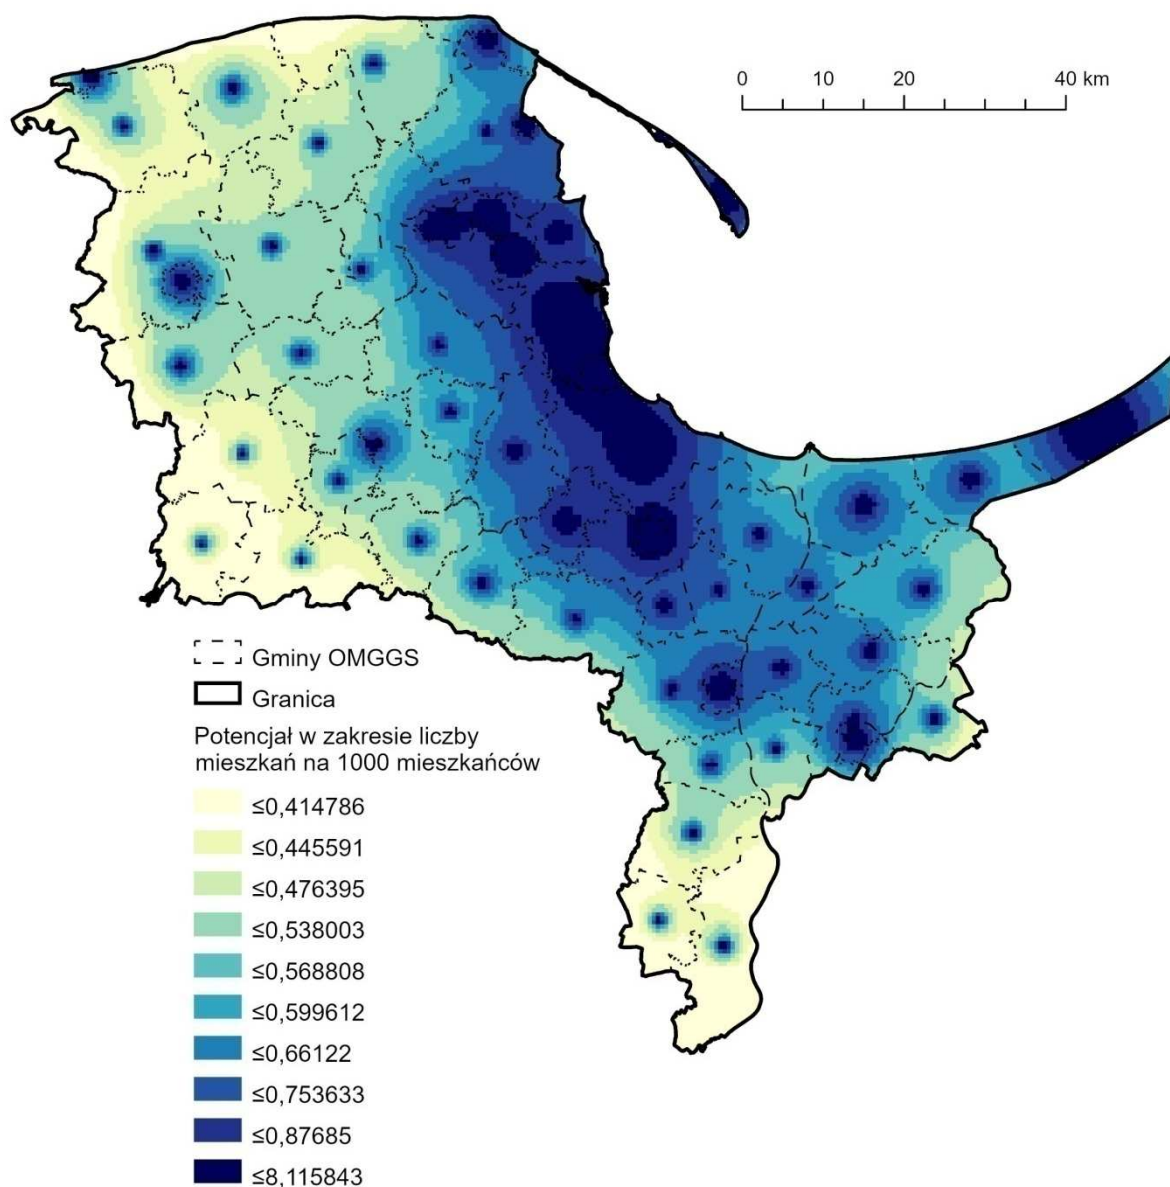 0 10 20 40 km
Gminy OMGGS
Granica
Potencjał w zakresie liczby
mieszkań na 1000 mieszkańców
≤0,414786
≤0,445591
≤0,476395
≤0,538003
≤0,568808
≤0,599612
≤0,66122
≤0,753633
≤0,87685
≤8,115843